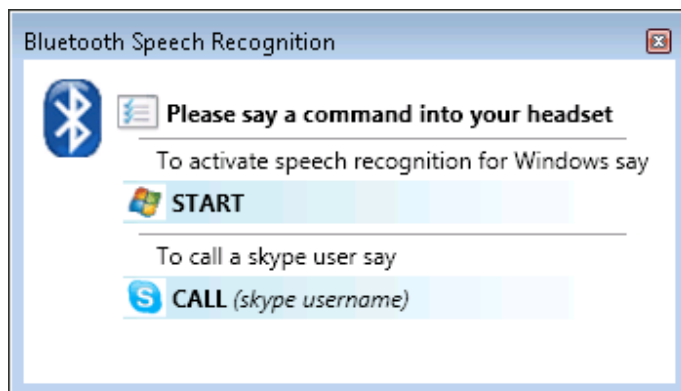 Bluetooth Speech Recognition
Please say a command into your headset
To activate speech recognition for Windows say
START
To call a skype user say
CALL (skype username)